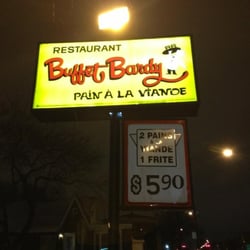 RESTAURANT
Buffet Bardy
PAIN À LA VIANDE
2 PAINS
VIANDE
1 FRITE
$5.90